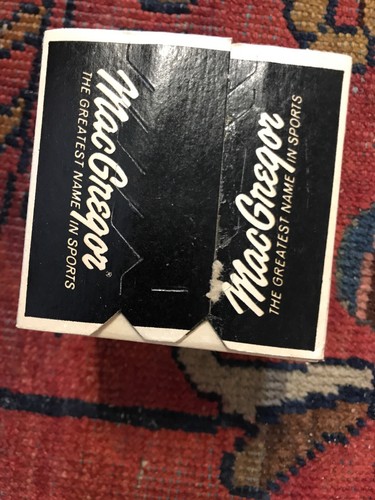 MacGregor®
THE GREATEST NAME IN SPORTS
MacGregor
THE GREATEST NAME IN SPORTS